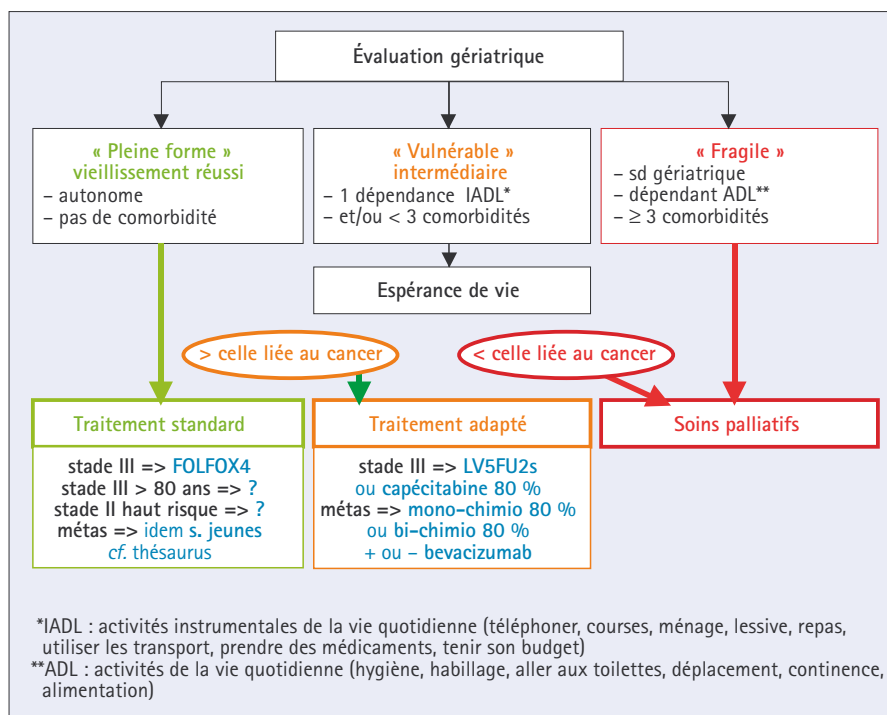 Évaluation gériatrique
« Pleine forme »
vieillissement réussi
– autonome
– pas de comorbidité
« Vulnérable »
intermédiaire
– 1 dépendance IADL*
– et/ou < 3 comorbidités
« Fragile »
– sd gériatrique
– dépendant ADL**
– ≥ 3 comorbidités
Espérance de vie
> celle liée au cancer
< celle liée au cancer
Traitement standard
stade III => FOLFOX4
stade III > 80 ans => ?
stade II haut risque => ?
métas => idem s. jeunes
cf. thésaurus
Traitement adapté
stade III => LV5FU2s
ou capécitabine 80 %
métas => mono-chimio 80 %
ou bi-chimio 80 %
+ ou – bevacizumab
Soins palliatifs
*IADL : activités instrumentales de la vie quotidienne (téléphoner, courses, ménage, lessive, repas,
utiliser les transport, prendre des médicaments, tenir son budget)
**ADL : activités de la vie quotidienne (hygiène, habillage, aller aux toilettes, déplacement, continence,
alimentation)